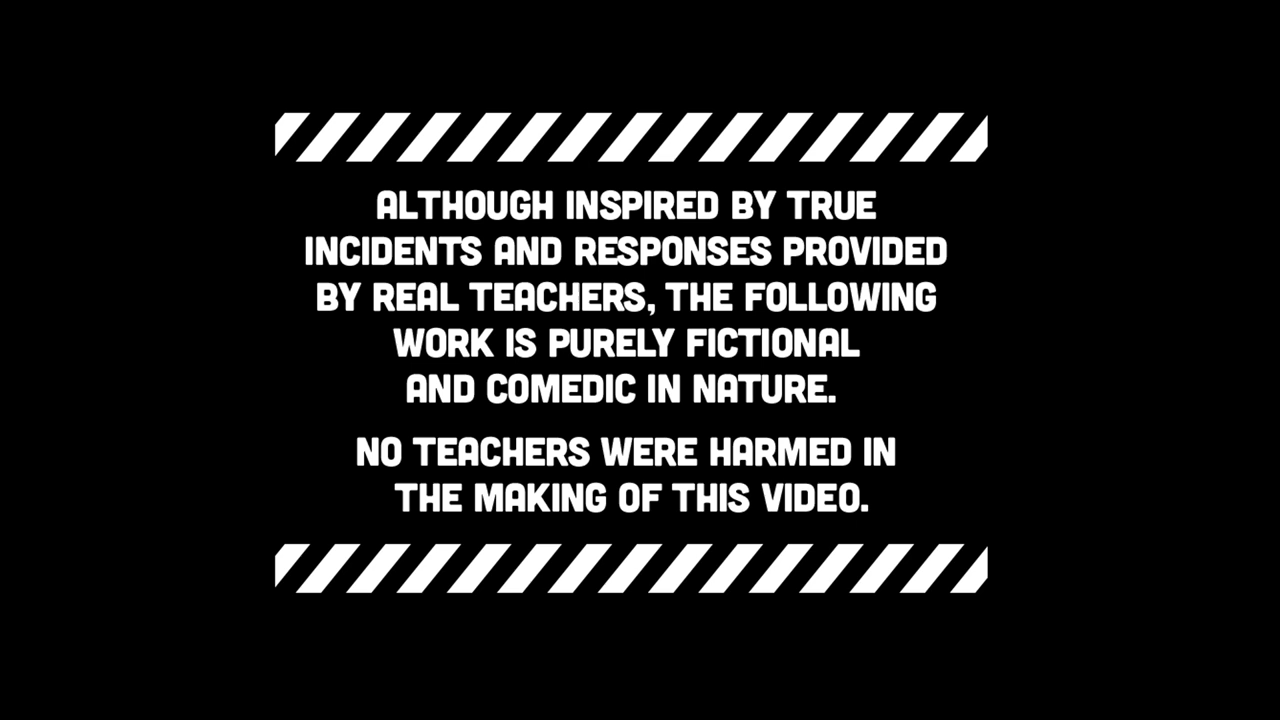 ALTHOUGH INSPIRED BY TRUE
INCIDENTS AND RESPONSES PROVIDED
BY REAL TEACHERS, THE FOLLOWING
WORK IS PURELY FICTIONAL
AND COMEDIC IN NATURE.
NO TEACHERS WERE HARMED IN
THE MAKING OF THIS VIDEO.